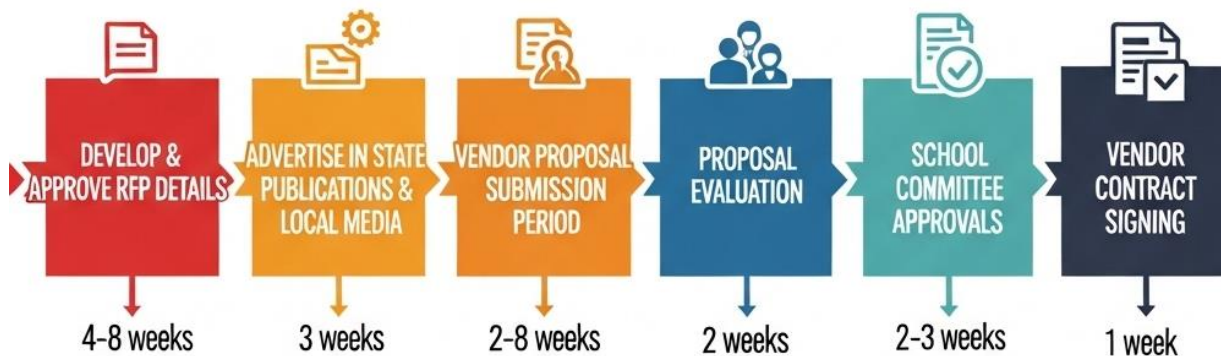 DEVELOP &
APPROVE RFP DETAILS
ADVERTISE IN STATE
PUBLICATIONS &
LOCAL MEDIA
VENDOR PROPOSAL
SUBMISSION
PERIOD
PROPOSAL
EVALUATION
SCHOOL
COMMITTEE
APPROVALS
VENDOR
CONTRACT
SIGNING
4-8 weeks
3 weeks
2-8 weeks
2 weeks
2-3 weeks
1 week